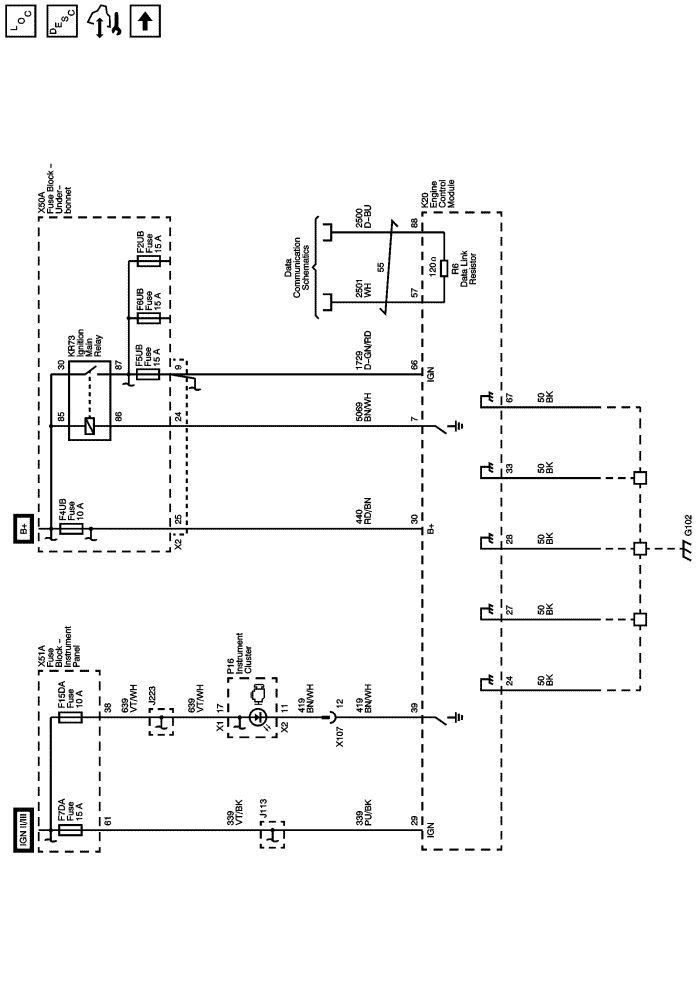 LOC
DESC
X50A
Fuse Block –
Under-
bonnet
KR73
Ignition
Main
Relay
F2UB
Fuse
15 A
F6UB
Fuse
15 A
F5UB
Fuse
15 A
30
87
85
86
9
24
25
X2
B+
F4UB
Fuse
10 A
Data
Communication
Schematics
2500
D–BU
2501
WH
55
88
57
K20
Engine
Control
Module
120 Ω
R6
Data Link
Resistor
1729
D–GN/RD
66
IGN
5069
BN/WH
7
440
RD/BN
30
B+
67
50
BK
33
50
BK
28
50
BK
27
50
BK
24
50
BK
G102
X51A
Fuse
Block –
Instrument
Panel
F15DA
Fuse
10 A
38
639
VT/WH
J223
639
VT/WH
17
X1
P16
Instrument
Cluster
11
X2
419
BN/WH
12
X107
419
BN/WH
39
IGN II/III
F7DA
Fuse
15 A
61
339
VT/BK
J113
339
PU/BK
29
IGN